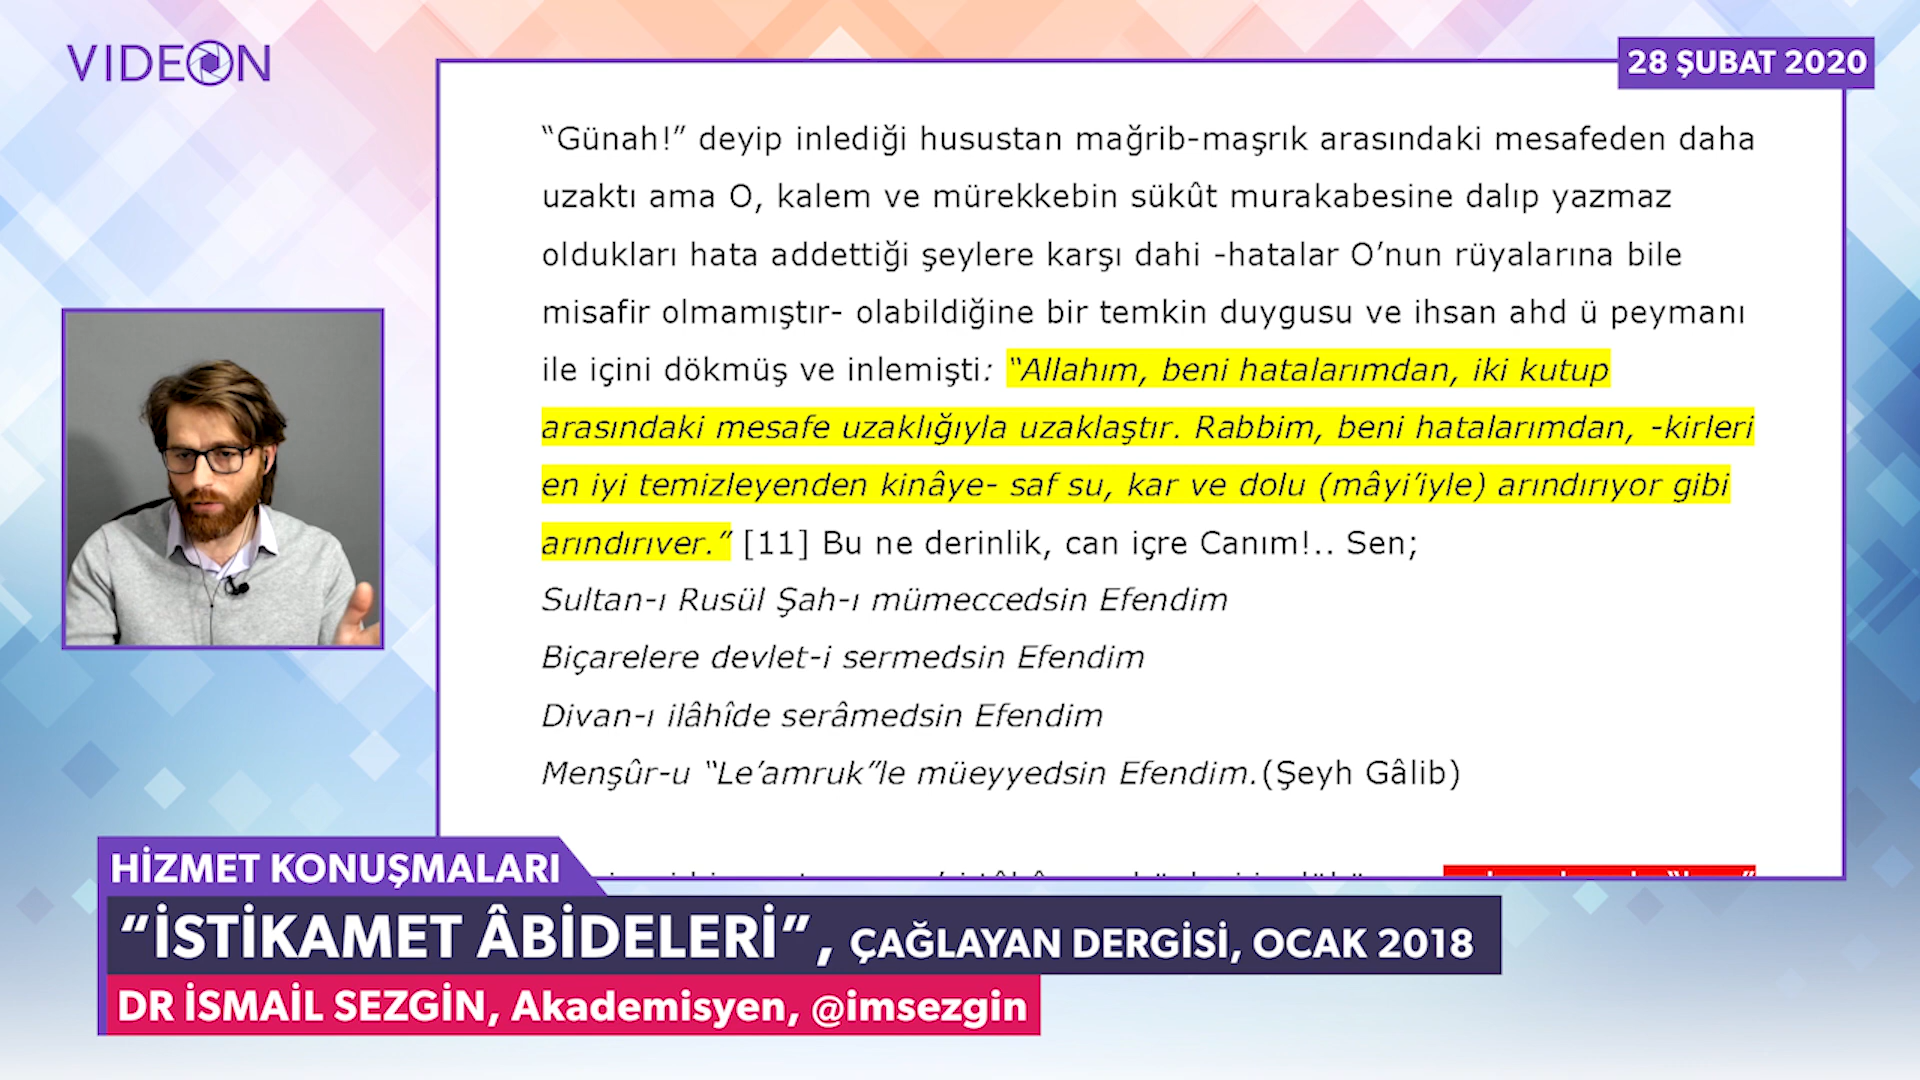 VIDEON
28 ŞUBAT 2020
“Günah!” deyip inlediği husustan mağrib-maşrık arasındaki mesafeden daha
uzaktı ama O, kalem ve mürekkebin sükût murakabesine dalıp yazmaz
oldukları hata addettiği şeylere karşı dahi -hatalar O’nun rüyalarına bile
misafir olmamıştır- olabildiğine bir temkin duygusu ve ihsan ahd ü peymanı
ile içini dökmüş ve inlemişti: “Allahım, beni hatalarımdan, iki kutup
arasındaki mesafe uzaklığıyla uzaklaştır. Rabbim, beni hatalarımdan, -kirleri
en iyi temizleyenden kinâye- saf su, kar ve dolu (mâyi’iyle) arındırıyor gibi
arındırıver.” [11] Bu ne derinlik, can içre Canım!.. Sen;
Sultan-ı Rusül Şah-ı mümeccedsin Efendim
Biçarelere devlet-i sermedsin Efendim
Divan-ı ilâhîde serâmedsin Efendim
Menşûr-u “Le’amruk”le müeyyedsin Efendim.(Şeyh Gâlib)
HİZMET KONUŞMALARI
“İSTİKAMET ÂBİDELERİ”, ÇAĞLAYAN DERGİSİ, OCAK 2018
DR İSMAİL SEZGİN, Akademisyen, @imsezgin